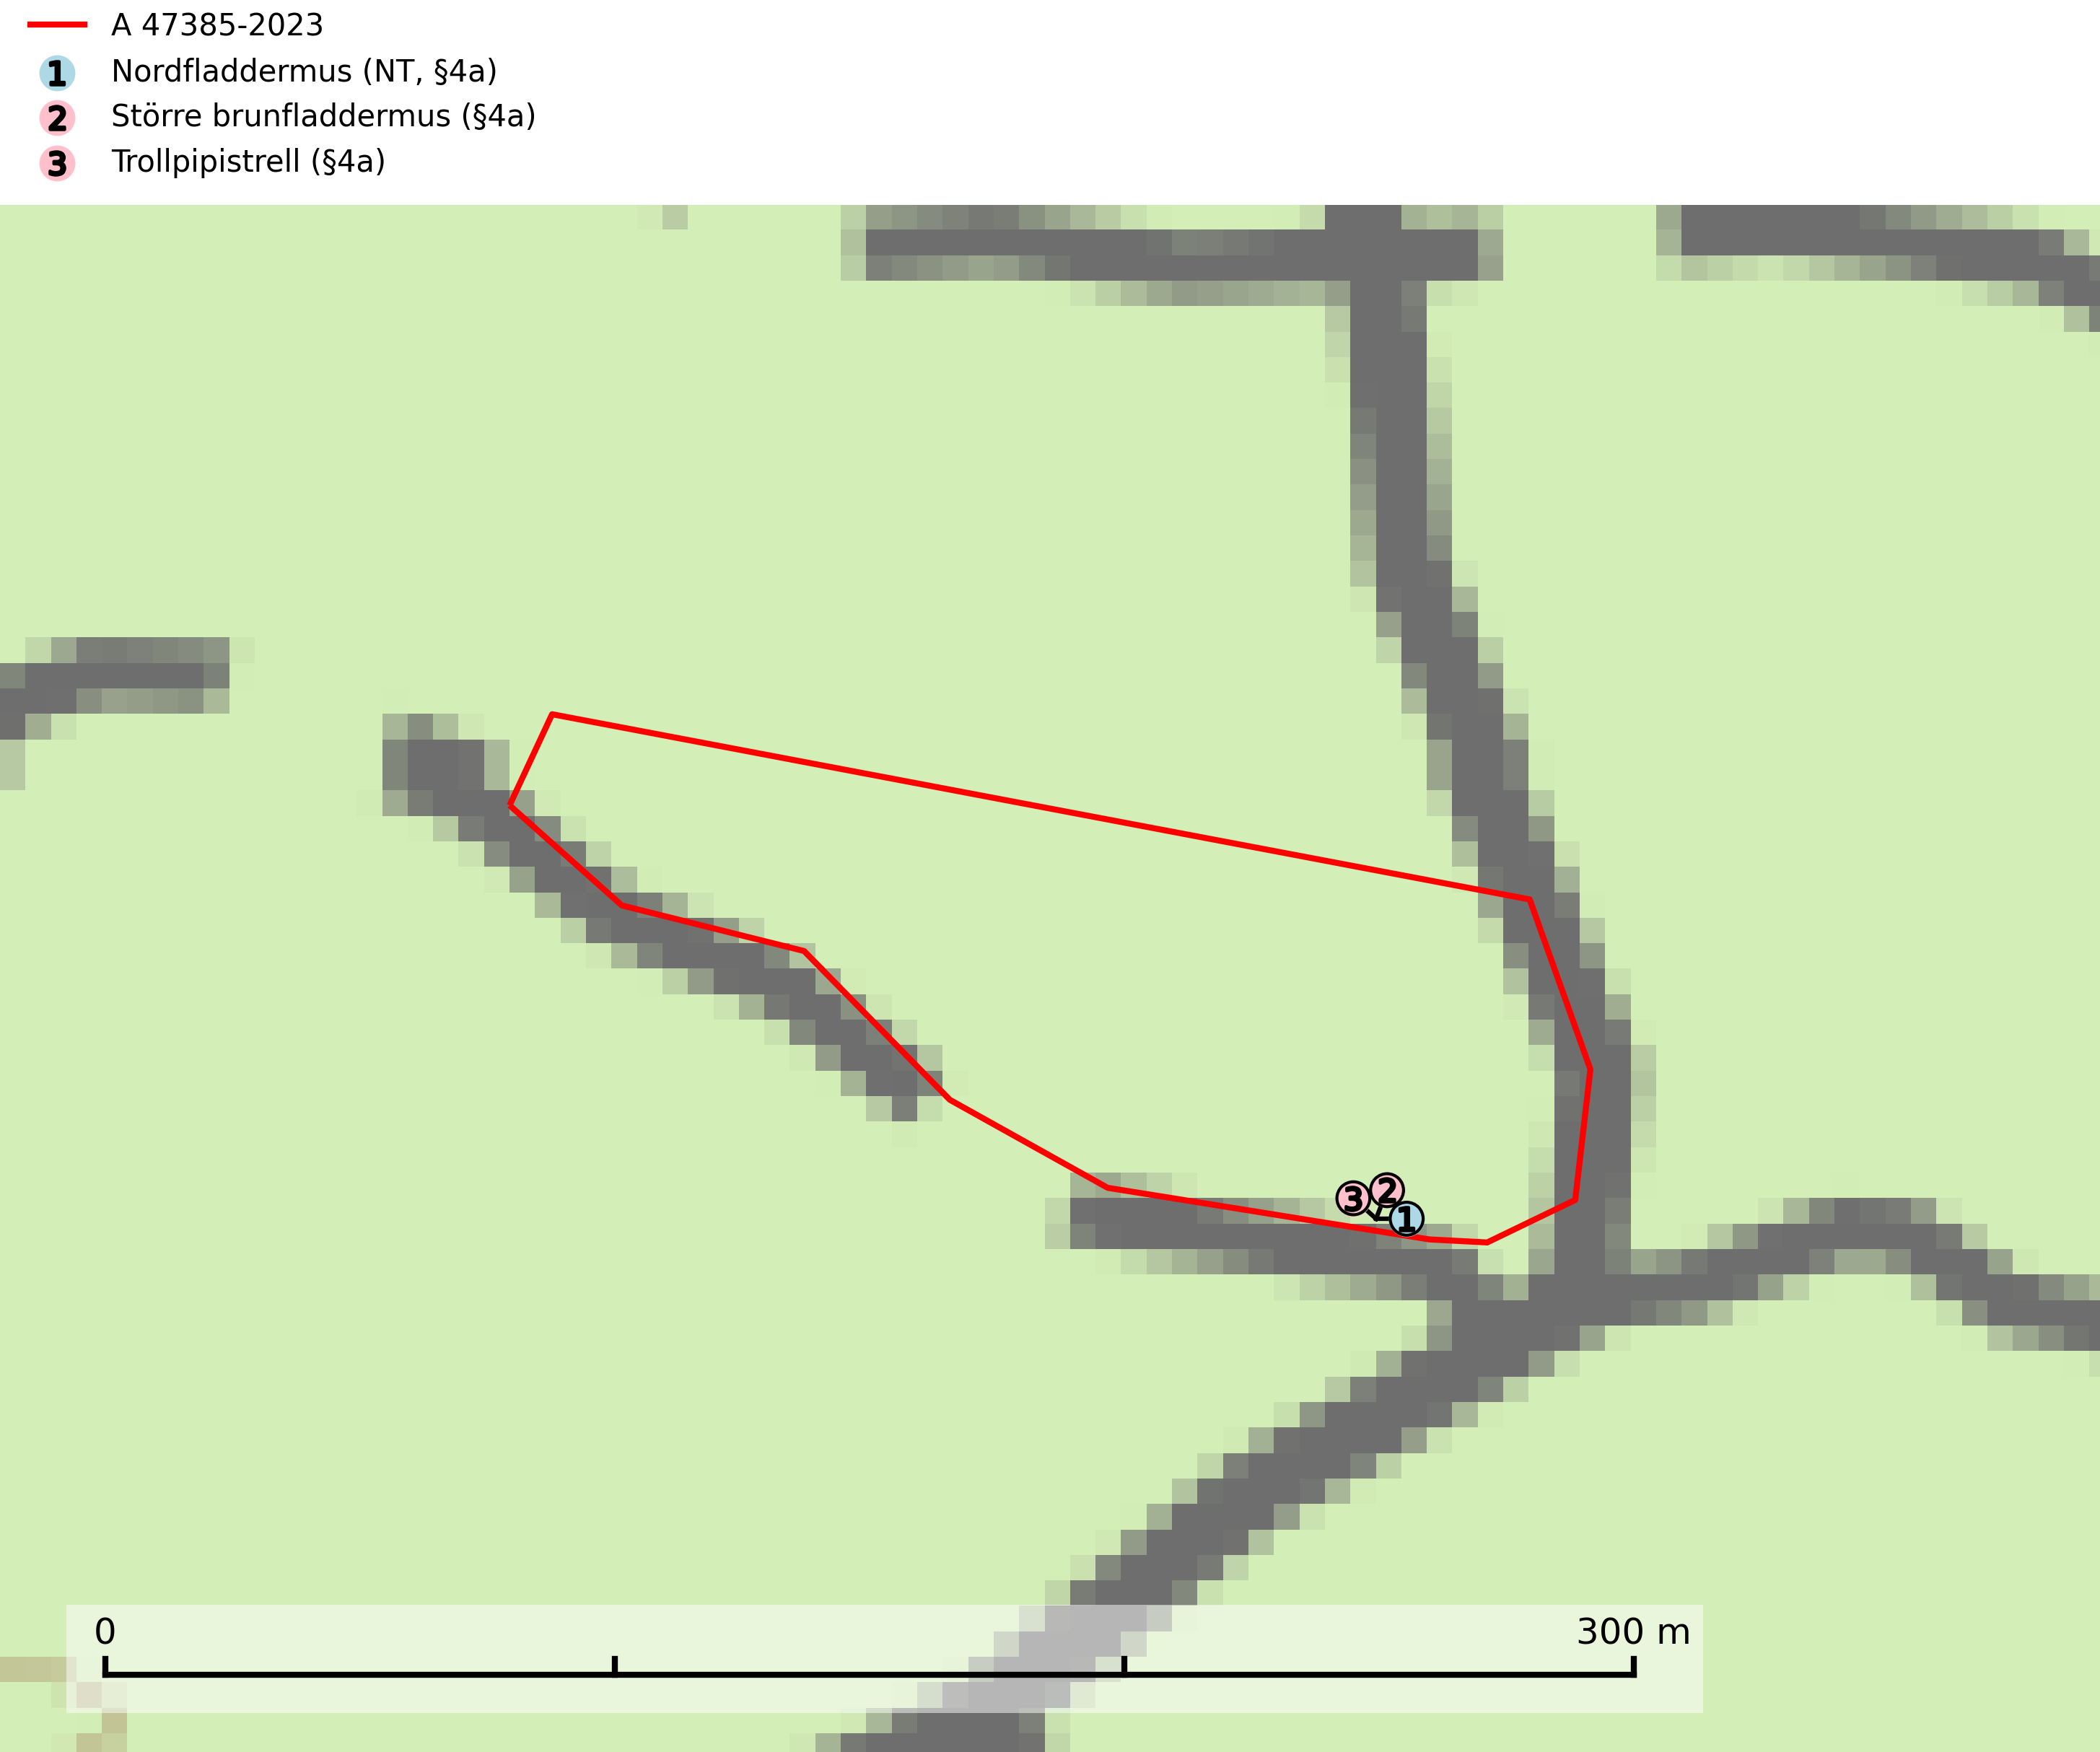 A 47385-2023
1 Nordfladdermus (NT, §4a)
2 Större brunfladdermus (§4a)
3 Trollpipistrell (§4a)
2
3
1
0 300 m